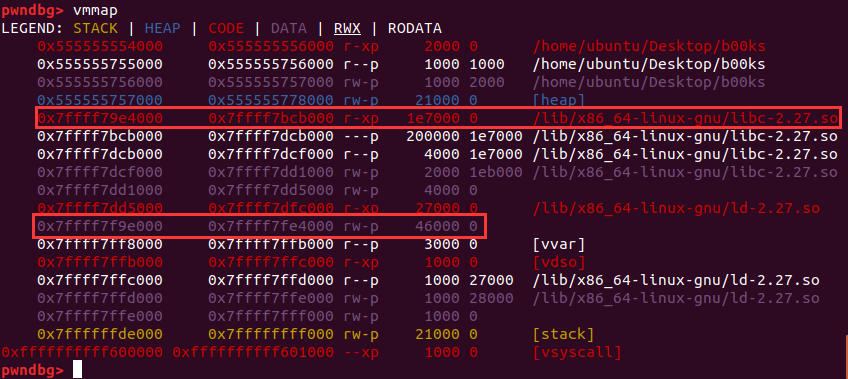 pwndbg> vmmap
LEGEND: STACK | HEAP | CODE | DATA | RWX | RODATA
0x555555554000 0x555555556000 r-xp 2000 0 /home/ubuntu/Desktop/b00ks
0x555555755000 0x555555756000 r--p 1000 1000 /home/ubuntu/Desktop/b00ks
0x555555756000 0x555555757000 rw-p 1000 2000 /home/ubuntu/Desktop/b00ks
0x555555757000 0x555555778000 rw-p 21000 0 [heap]
0x7ffff79e4000 0x7ffff7bcb000 r-xp 1e7000 0 /lib/x86_64-linux-gnu/libc-2.27.so
0x7ffff7bcb000 0x7ffff7dcb000 ---p 200000 1e7000 /lib/x86_64-linux-gnu/libc-2.27.so
0x7ffff7dcb000 0x7ffff7dcf000 r--p 4000 1e7000 /lib/x86_64-linux-gnu/libc-2.27.so
0x7ffff7dcf000 0x7ffff7dd1000 rw-p 2000 1eb000 /lib/x86_64-linux-gnu/libc-2.27.so
0x7ffff7dd1000 0x7ffff7dd5000 rw-p 4000 0
0x7ffff7dd5000 0x7ffff7dfc000 r-xp 27000 0 /lib/x86_64-linux-gnu/ld-2.27.so
0x7ffff7f9e000 0x7ffff7fe4000 rw-p 46000 0
0x7ffff7ff8000 0x7ffff7ffb000 r--p 3000 0 [vvar]
0x7ffff7ffb000 0x7ffff7ffc000 r-xp 1000 0 [vdso]
0x7ffff7ffc000 0x7ffff7ffd000 r--p 1000 27000 /lib/x86_64-linux-gnu/ld-2.27.so
0x7ffff7ffd000 0x7ffff7ffe000 rw-p 1000 28000 /lib/x86_64-linux-gnu/ld-2.27.so
0x7ffff7ffe000 0x7ffff7fff000 rw-p 1000 0
0x7ffffffde000 0x7ffffffff000 rw-p 21000 0 [stack]
0xffffffffff600000 0xffffffffff601000 --xp 1000 0 [vsyscall]
pwndbg>